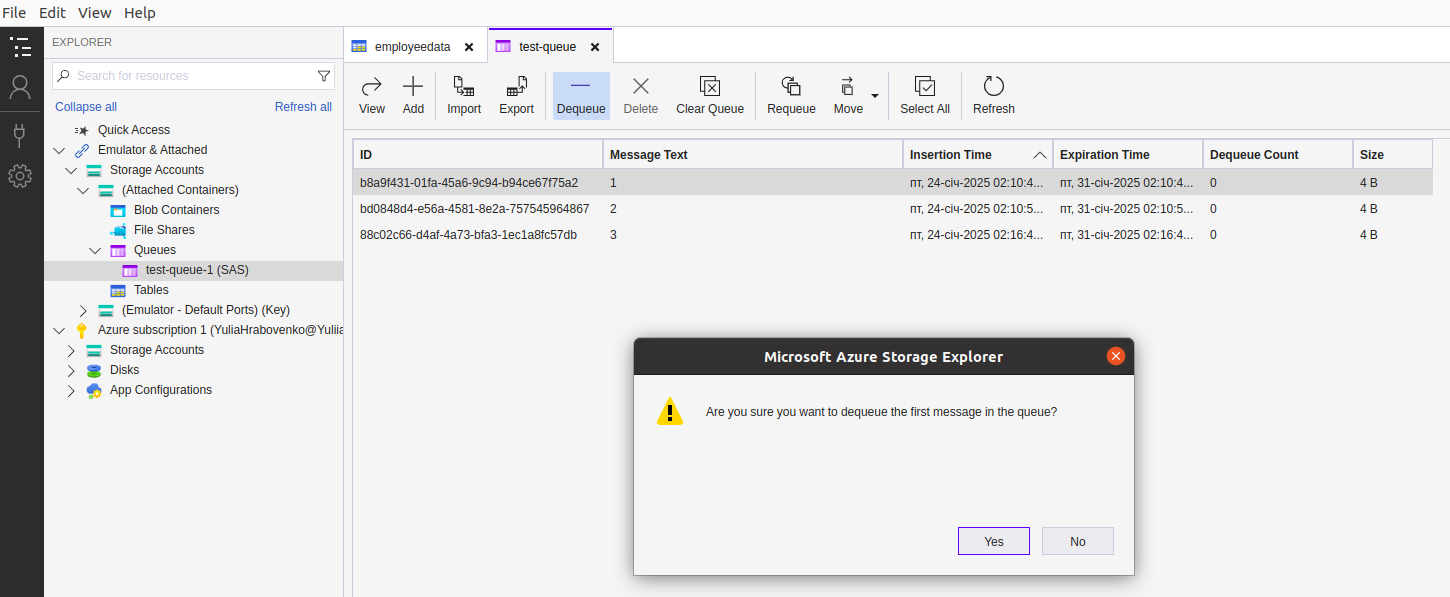 File Edit View Help
EXPLORER
Search for resources
Collapse all Refresh all
Quick Access
Emulator & Attached
Storage Accounts
(Attached Containers)
Blob Containers
File Shares
Queues
test-queue-1 (SAS)
Tables
(Emulator - Default Ports) (Key)
Azure subscription 1 (YuliaHrabovenko@Yuliia
Storage Accounts
Disks
App Configurations
employeedata test-queue
View Add Import Export Dequeue Delete Clear Queue Requeue Move Select All Refresh
ID Message Text Insertion Time Expiration Time Dequeue Count Size
b8a9f431-01fa-45a6-9c94-b94ce67f75a2 1 пт, 24-січ-2025 02:10:4... пт, 31-січ-2025 02:10:4... 0 4 B
bd0848d4-e56a-4581-8e2a-757545964867 2 пт, 24-січ-2025 02:10:5... пт, 31-січ-2025 02:10:5... 0 4 B
88c02c66-d4af-4a73-bfa3-1ec1a8fc57db 3 пт, 24-січ-2025 02:16:4... пт, 31-січ-2025 02:16:4... 0 4 B
Microsoft Azure Storage Explorer
Are you sure you want to dequeue the first message in the queue?
Yes No